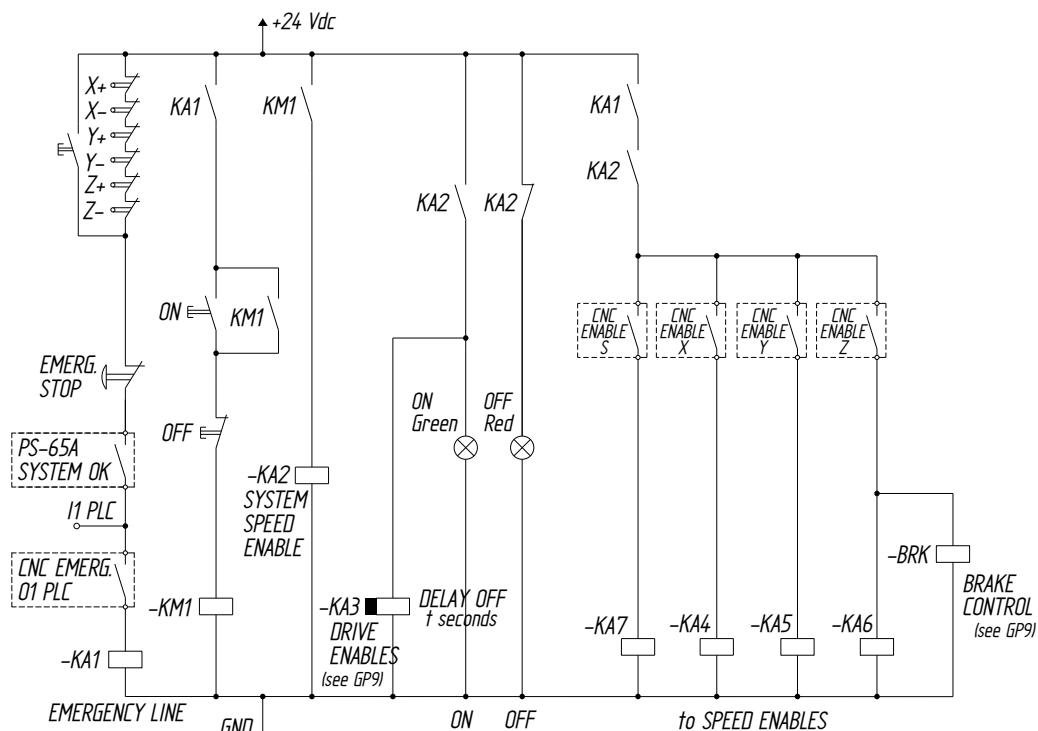 +24 Vdc
X+
X-
Y+
Y-
Z+
Z-
KA1
KM1
KA1
KA2
KA2
KA2
ON
KM1
EMERG.
STOP
OFF
PS-65A
SYSTEM OK
I1 PLC
CNC EMERG.
O1 PLC
-KA1
-KM1
-KA2
SYSTEM
SPEED
ENABLE
ON
Green
OFF
Red
-KA3
DRIVE
ENABLES
(see GP9)
DELAY OFF
t seconds
CNC
ENABLE
S
CNC
ENABLE
X
CNC
ENABLE
Y
CNC
ENABLE
Z
-KA7
-KA4
-KA5
-KA6
-BRK
BRAKE
CONTROL
(see GP9)
EMERGENCY LINE
GND
ON
OFF
to SPEED ENABLES